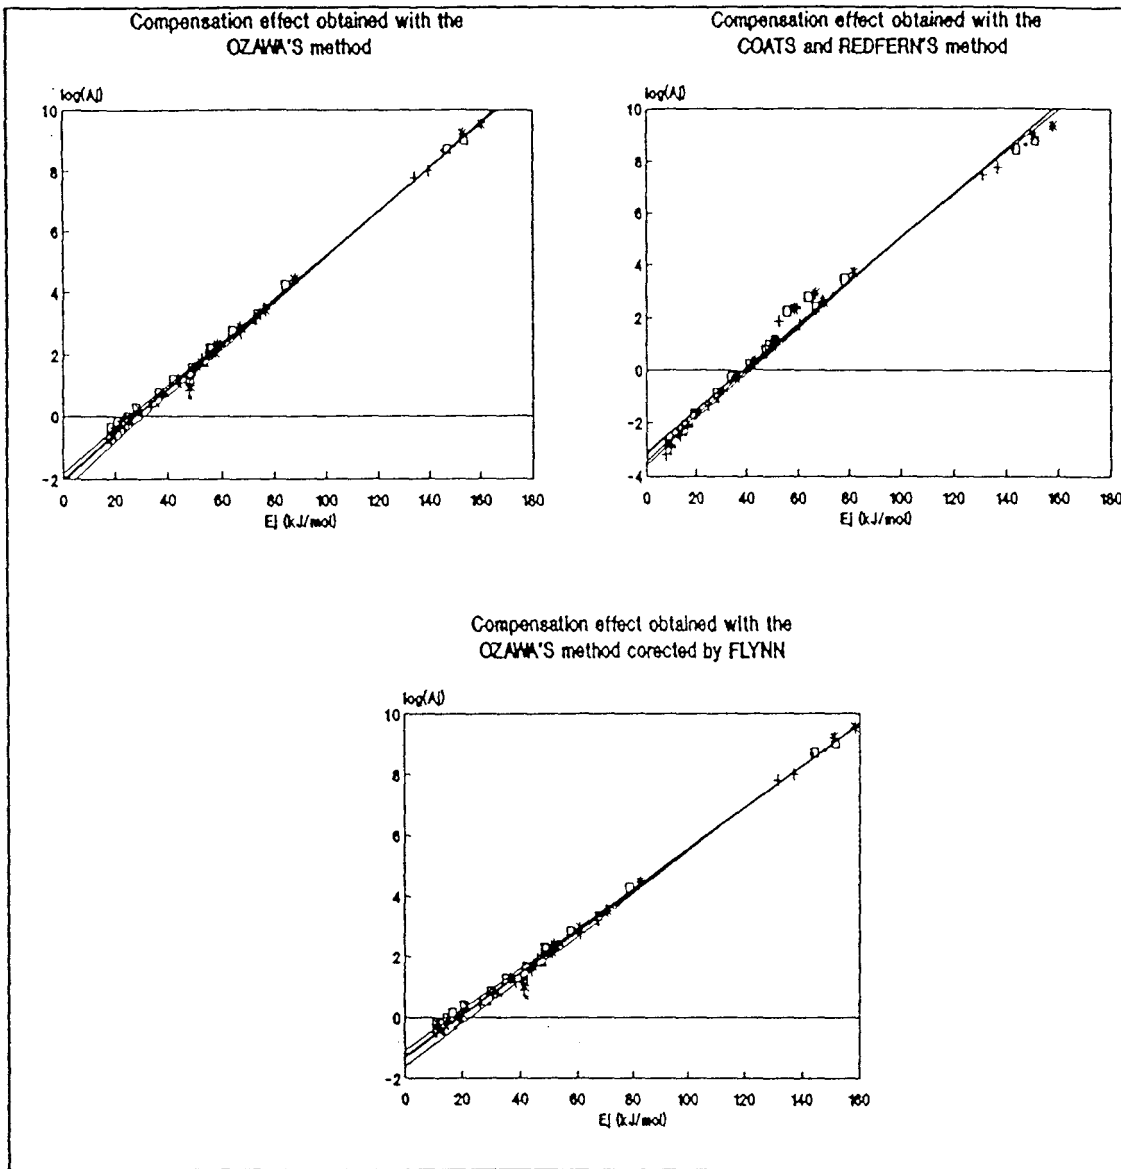 Compensation effect obtained with the
OZAWA'S method
log(Aj)
10
8
6
4
2
0
-2
0 20 40 60 80 100 120 140 160 180
Ej (kJ/mol)
Compensation effect obtained with the
COATS and REDFERN'S method
log(Aj)
10
8
6
4
2
0
-2
-4
0 20 40 60 80 100 120 140 160 180
Ej (kJ/mol)
Compensation effect obtained with the
OZAWA'S method corected by FLYNN
log(Aj)
10
8
6
4
2
0
-2
0 20 40 60 80 100 120 140 160
Ej (kJ/mol)